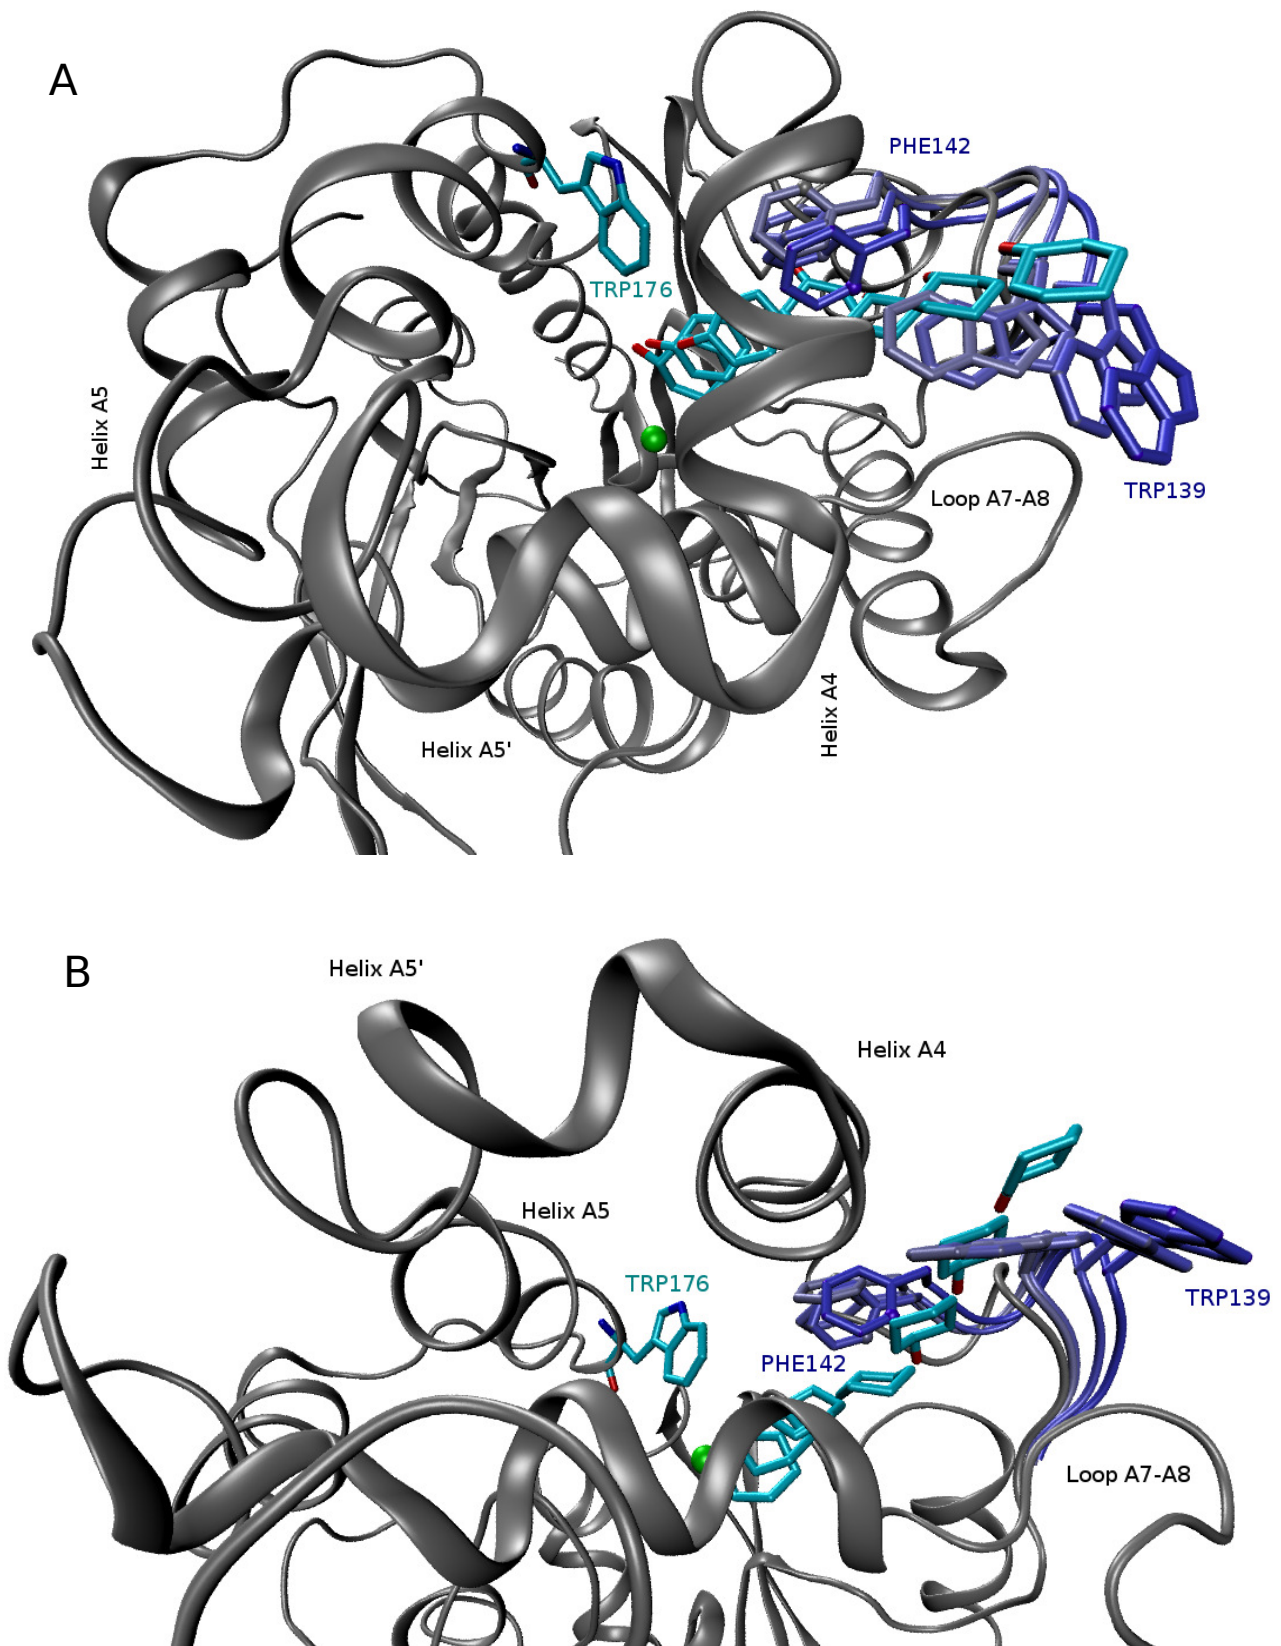 A
PHE142
TRP176
Helix A5
Loop A7-A8
TRP139
Helix A4
Helix A5'
B
Helix A5'
Helix A4
Helix A5
TRP176
TRP139
PHE142
Loop A7-A8